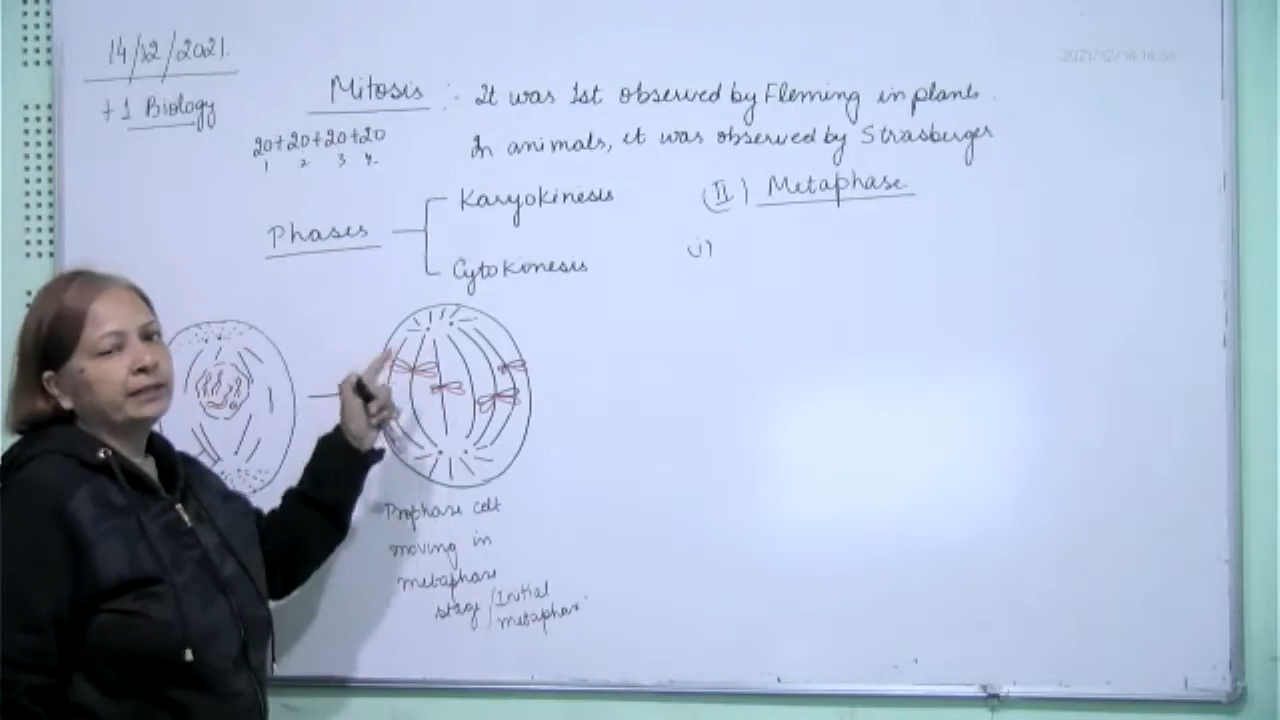 14/12/2021.
+1 Biology
Mitosis :- It was 1st observed by Fleming in plants.
In animals, it was observed by Strasberger
20+20+20+20
1 2 3 4
Phases
Karyokinesis
Cytokinesis
(II) Metaphase
i)
Prophase cell
moving in
metaphase
stage / Initial
metaphase